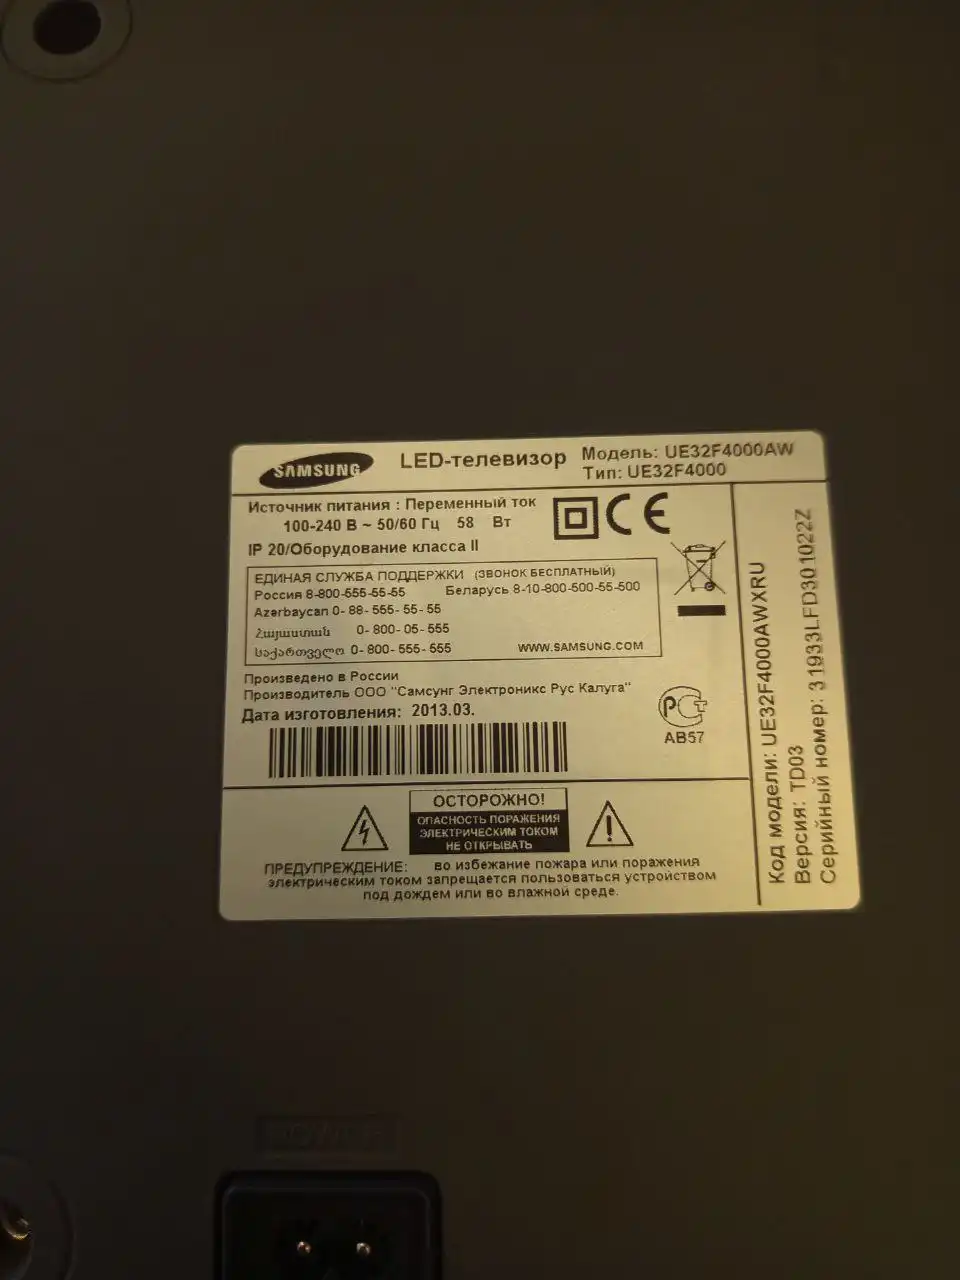 SAMSUNG
LED-телевизор
Модель: UE32F4000AW
Тип: UE32F4000
Источник питания : Переменный ток
100-240 В ~ 50/60 Гц 58 Вт
IP 20/Оборудование класса II
CE
ЕДИНАЯ СЛУЖБА ПОДДЕРЖКИ (ЗВОНОК БЕСПЛАТНЫЙ)
Россия 8-800-555-55-55 Беларусь 8-10-800-500-55-500
Azərbaycan 0-88-555-55-55
Հայաստան 0-800-05-555
საქართველო 0-800-555-555 WWW.SAMSUNG.COM
Произведено в России
Производитель ООО "Самсунг Электроникс Рус Калуга"
Дата изготовления: 2013.03.
РСТ
АВ57
ОСТОРОЖНО!
ОПАСНОСТЬ ПОРАЖЕНИЯ
ЭЛЕКТРИЧЕСКИМ ТОКОМ
НЕ ОТКРЫВАТЬ
ПРЕДУПРЕЖДЕНИЕ: во избежание пожара или поражения
электрическим током запрещается пользоваться устройством
под дождем или во влажной среде.
Код модели: UE32F4000AWXRU
Версия: TD03
Серийный номер: 31933LFD301022Z
POWER